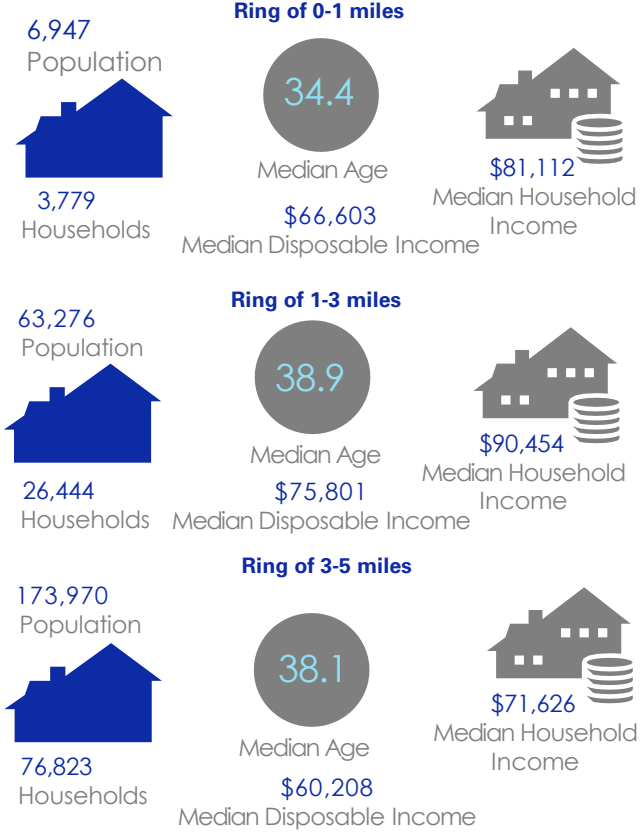 Ring of 0-1 miles
6,947
Population
34.4
Median Age
$81,112
Median Household
Income
3,779
Households
$66,603
Median Disposable Income
Ring of 1-3 miles
63,276
Population
38.9
Median Age
$90,454
Median Household
Income
26,444
Households
$75,801
Median Disposable Income
Ring of 3-5 miles
173,970
Population
38.1
Median Age
$71,626
Median Household
Income
76,823
Households
$60,208
Median Disposable Income